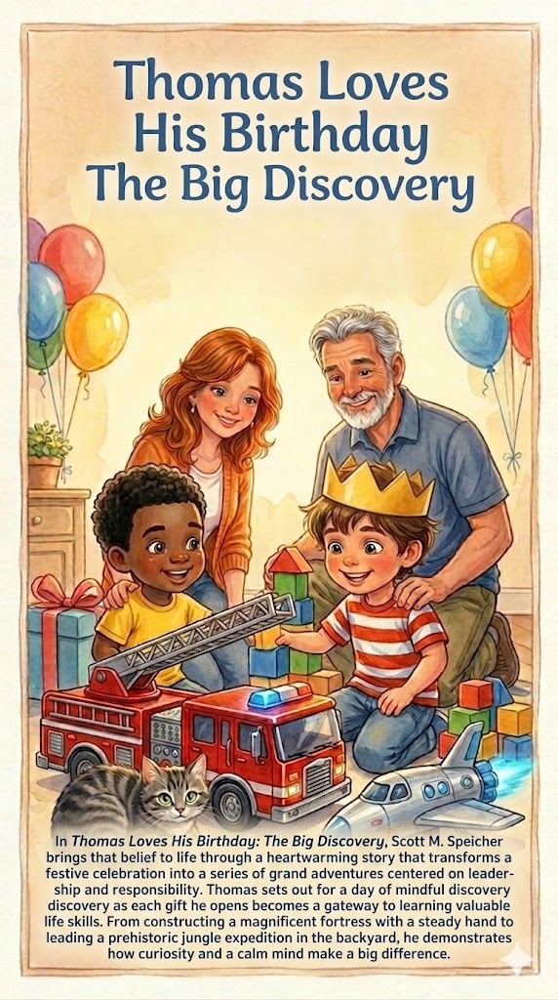 Thomas Loves
His Birthday
The Big Discovery
In Thomas Loves His Birthday: The Big Discovery, Scott M. Speicher
brings that belief to life through a heartwarming story that transforms a
festive celebration into a series of grand adventures centered on leader-
ship and responsibility. Thomas sets out for a day of mindful discovery
discovery as each gift he opens becomes a gateway to learning valuable
life skills. From constructing a magnificent fortress with a steady hand to
leading a prehistoric jungle expedition in the backyard, he demonstrates
how curiosity and a calm mind make a big difference.